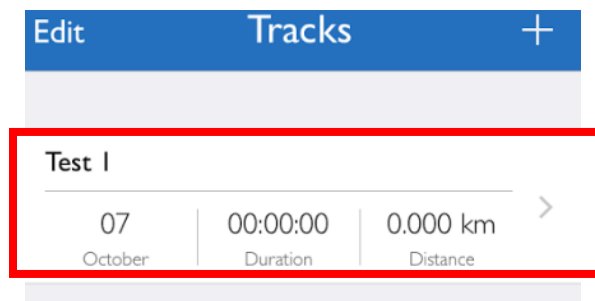 Edit Tracks +
Test 1
07 00:00:00 0.000 km
October Duration Distance